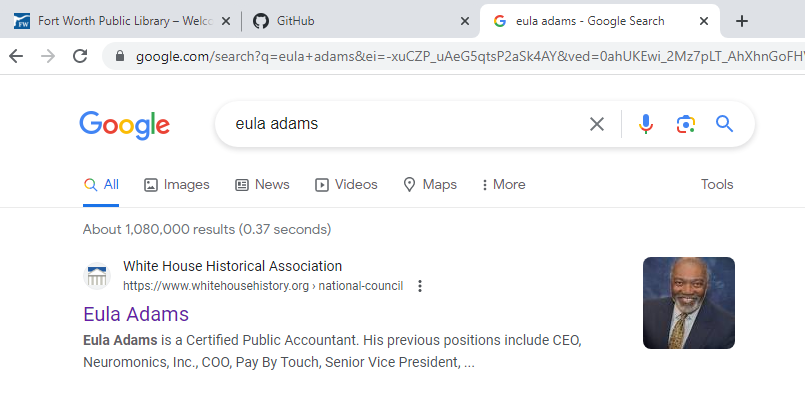 Fort Worth Public Library – Welco
GitHub
eula adams - Google Search
google.com/search?q=eula+adams&ei=-xuCZP_uAeG5qtsP2aSk4AY&ved=0ahUKEwi_2Mz7pLT_AhXhnGoFH
Google
eula adams
All
Images
News
Videos
Maps
More
Tools
About 1,080,000 results (0.37 seconds)
White House Historical Association
https://www.whitehousehistory.org › national-council
Eula Adams
Eula Adams is a Certified Public Accountant. His previous positions include CEO,
Neuromonics, Inc., COO, Pay By Touch, Senior Vice President, ...